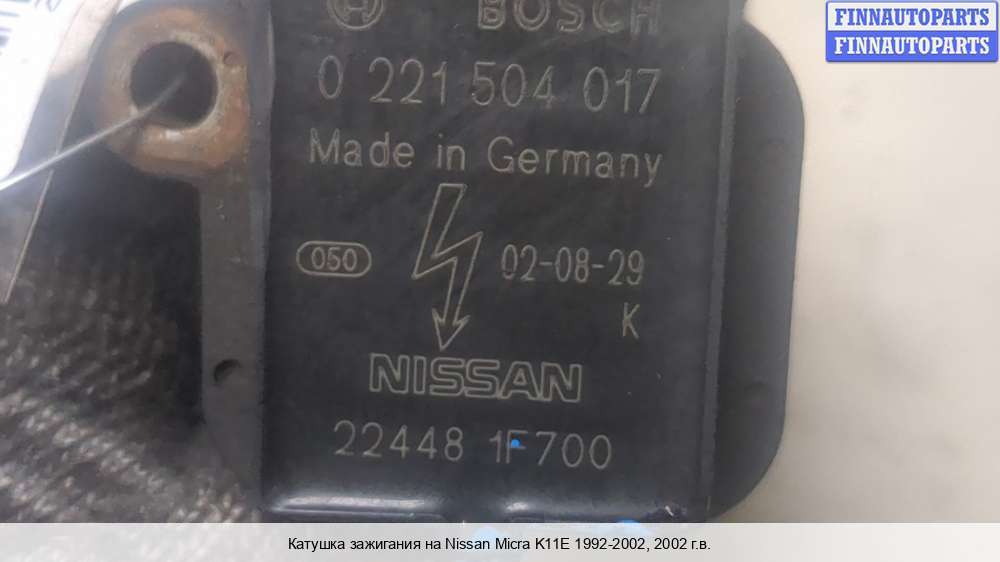 FINNAUTOPARTS
FINNAUTOPARTS
BOSCH
0 221 504 017
Made in Germany
050
02-08-29
K
NISSAN
22448 1F700
Катушка зажигания на Nissan Micra K11E 1992-2002, 2002 г.в.